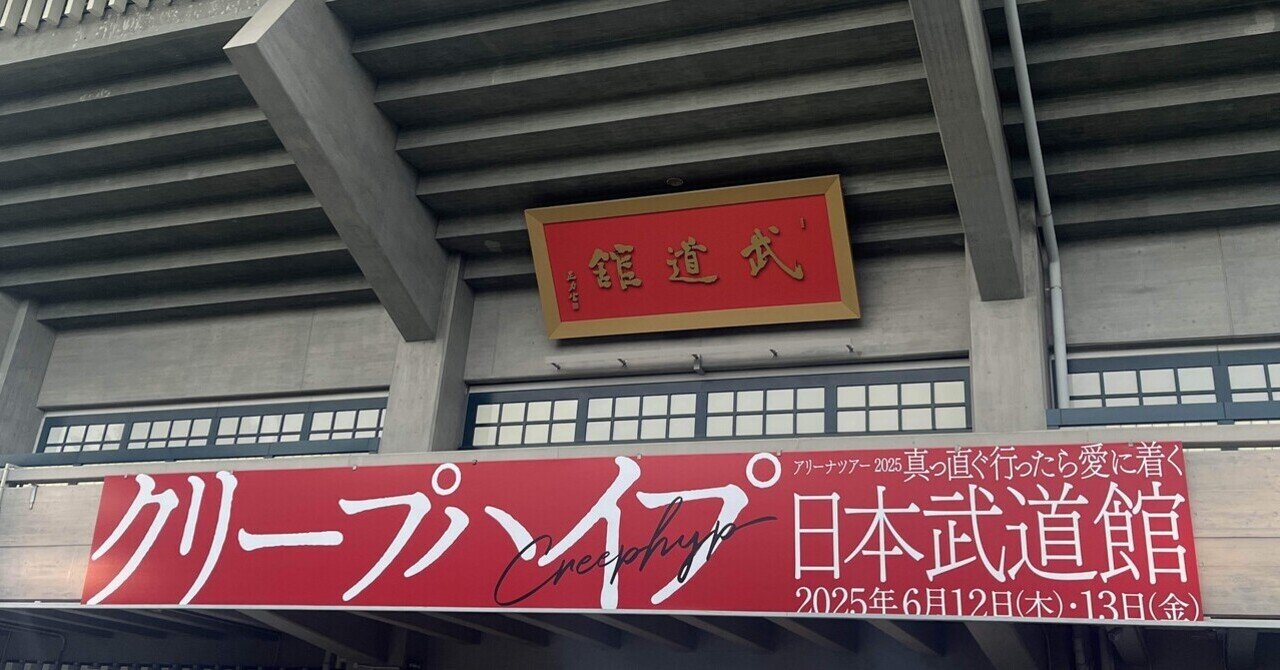 武道館
クリープハイプ
Creephyp
アリーナツアー 2025 真っ直ぐ行ったら愛に着く
日本武道館
2025年6月12日(木)・13日(金)